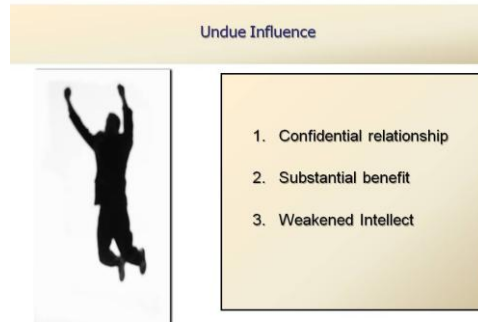 Undue Influence
1. Confidential relationship
2. Substantial benefit
3. Weakened Intellect